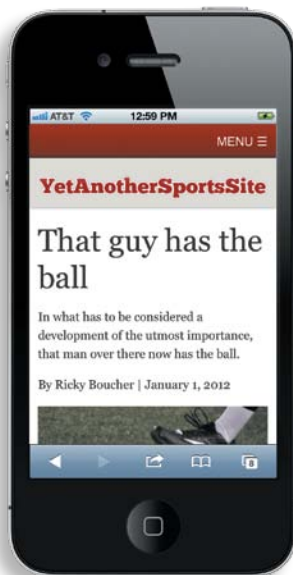 AT&T 12:59 PM
MENU ☰
YetAnotherSportsSite
That guy has the
ball
In what has to be considered a
development of the utmost importance,
that man over there now has the ball.
By Ricky Boucher | January 1, 2012
8